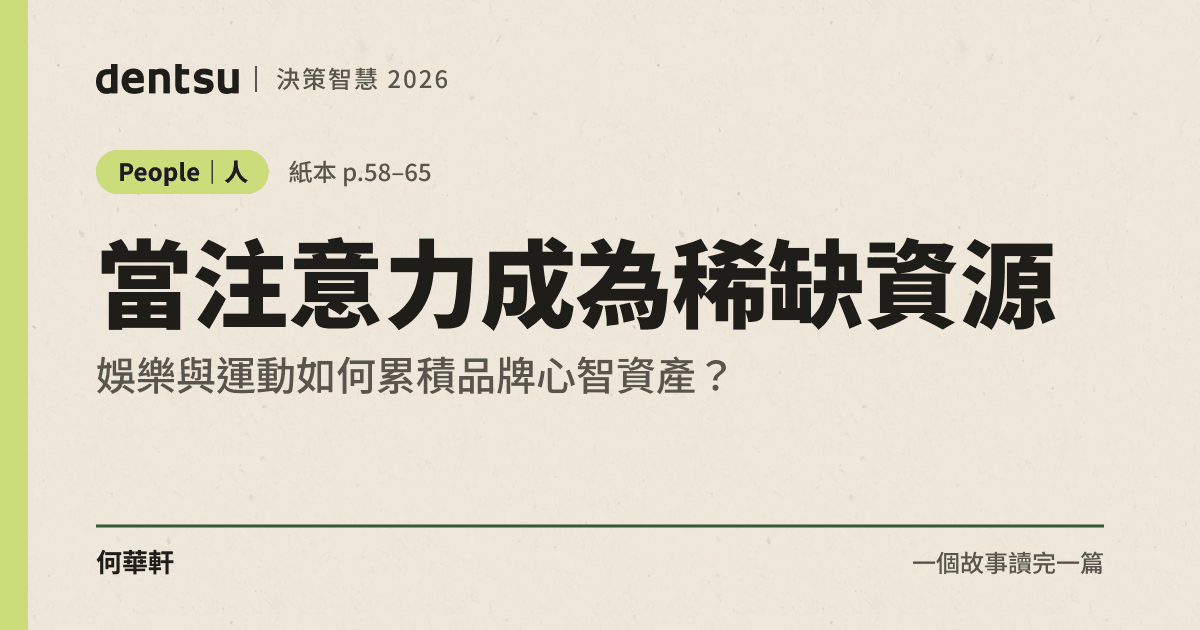 dentsu｜決策智慧 2026
People｜人 紙本 p.58–65
當注意力成為稀缺資源
娛樂與運動如何累積品牌心智資產？
何華軒 一個故事讀完一篇